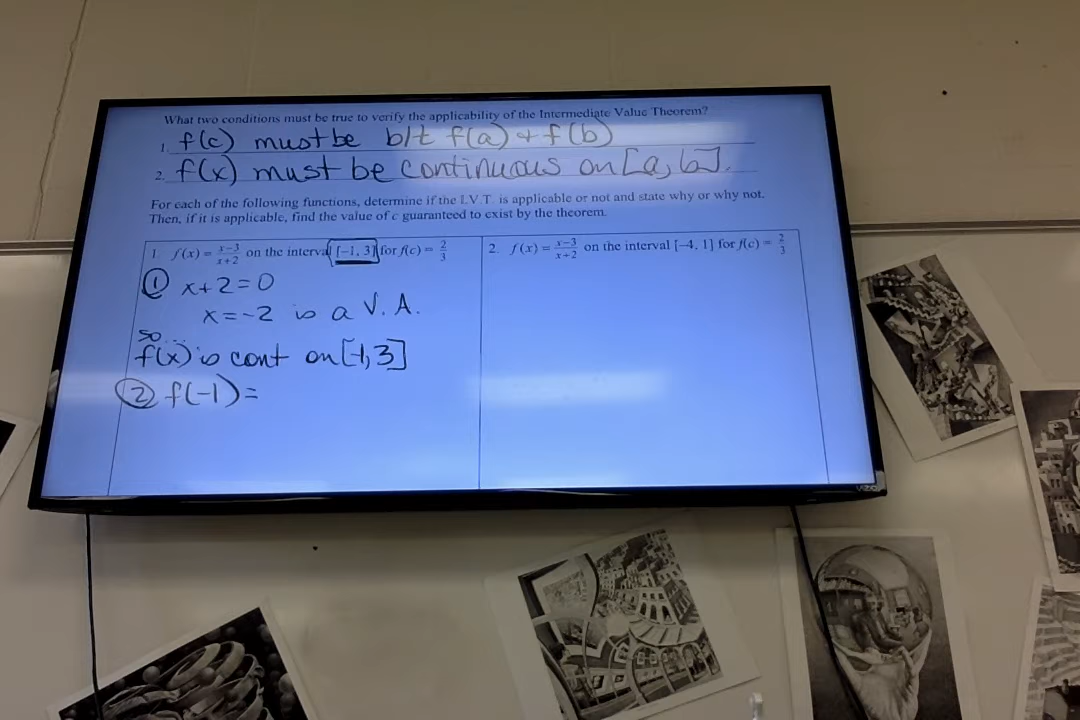 What two conditions must be true to verify the applicability of the Intermediate Value Theorem?
1. f(c) must be b/t f(a) + f(b)
2. f(x) must be continuous on [a, b].
For each of the following functions, determine if the I.V.T. is applicable or not and state why or why not.
Then, if it is applicable, find the value of c guaranteed to exist by the theorem.
1. f(x) = x−3/x+2 on the interval [−1, 3] for f(c) = 2/3
① x+2=0
x=-2 is a V.A.
so...
f(x) is cont on [-1,3]
② f(-1)=
2. f(x) = x−3/x+2 on the interval [−4, 1] for f(c) = 2/3
VIZIO